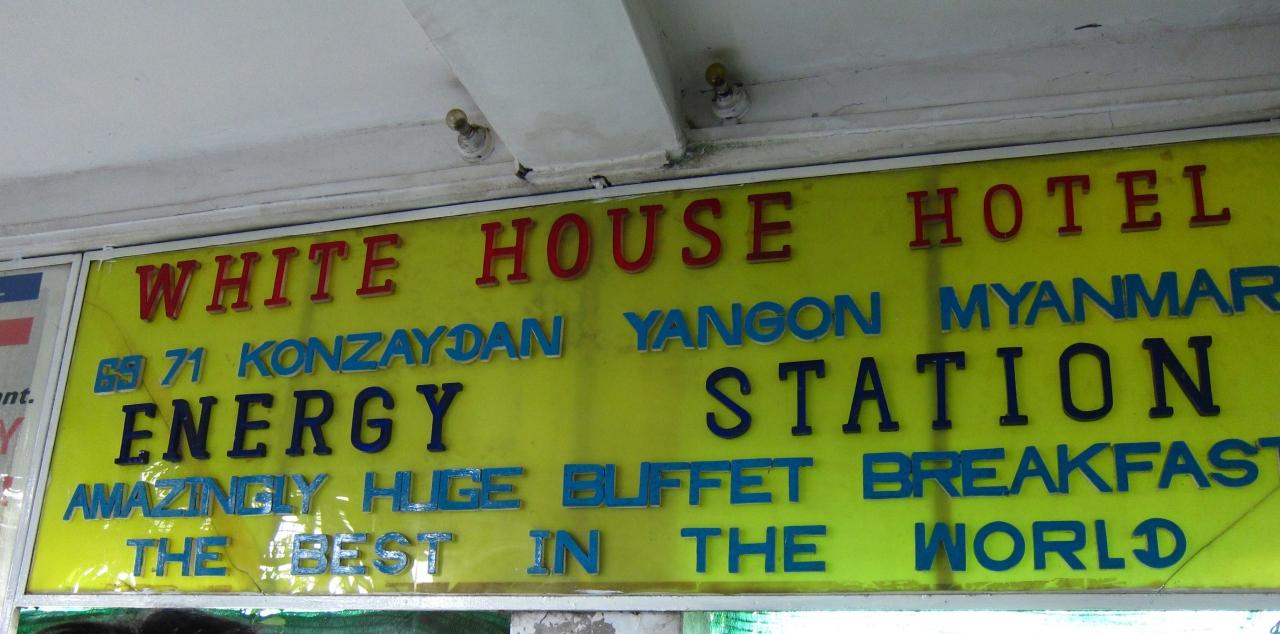 WHITE HOUSE HOTEL
69 71 KONZAYDAN YANGON MYANMAR
ENERGY STATION
AMAZINGLY HUGE BUFFET BREAKFAST
THE BEST IN THE WORLD